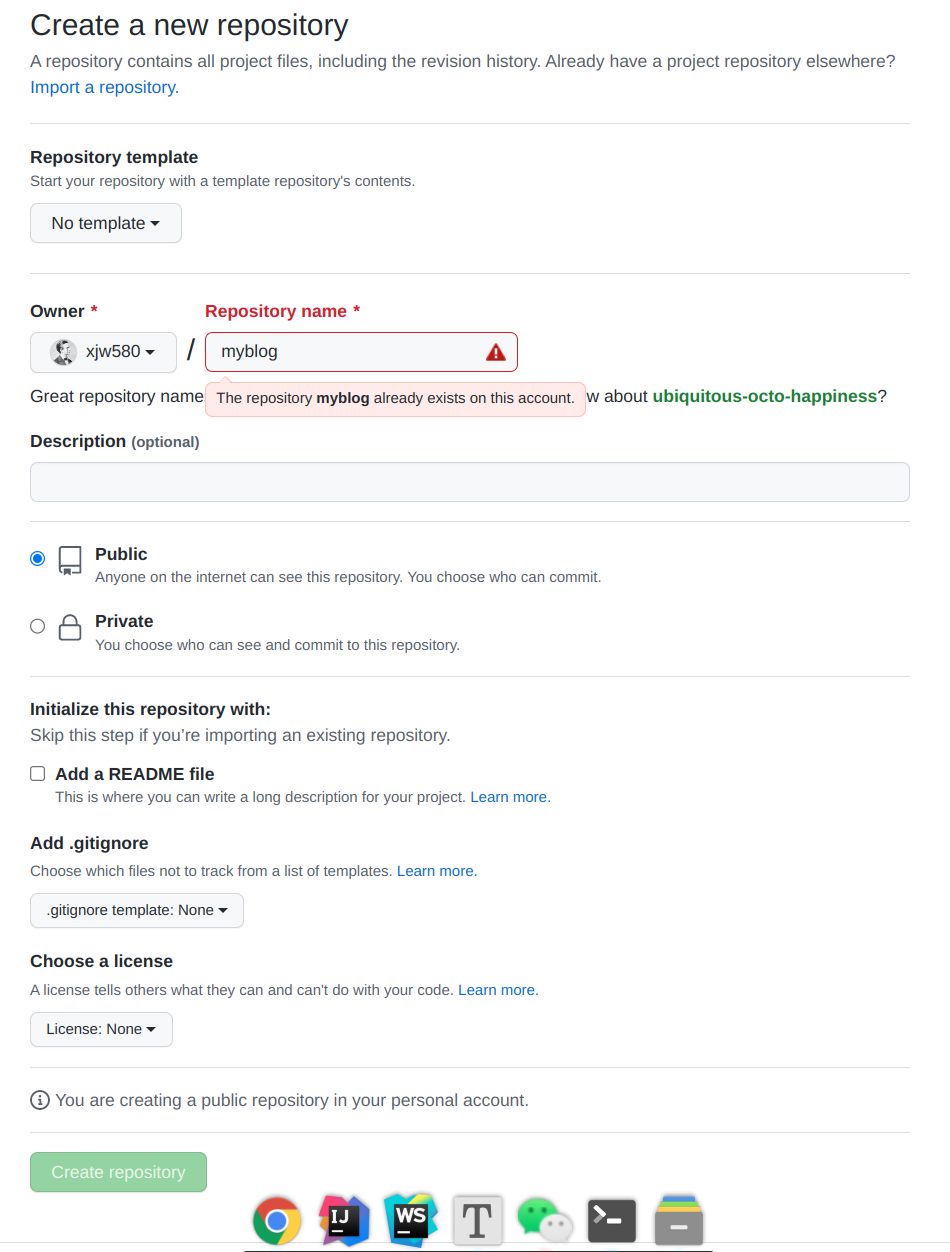 Create a new repository
A repository contains all project files, including the revision history. Already have a project repository elsewhere?
Import a repository.
Repository template
Start your repository with a template repository's contents.
No template
Owner * Repository name *
xjw580 / myblog
Great repository name The repository myblog already exists on this account. w about ubiquitous-octo-happiness?
Description (optional)
Public
Anyone on the internet can see this repository. You choose who can commit.
Private
You choose who can see and commit to this repository.
Initialize this repository with:
Skip this step if you’re importing an existing repository.
Add a README file
This is where you can write a long description for your project. Learn more.
Add .gitignore
Choose which files not to track from a list of templates. Learn more.
.gitignore template: None
Choose a license
A license tells others what they can and can't do with your code. Learn more.
License: None
You are creating a public repository in your personal account.
Create repository
IJ WS T